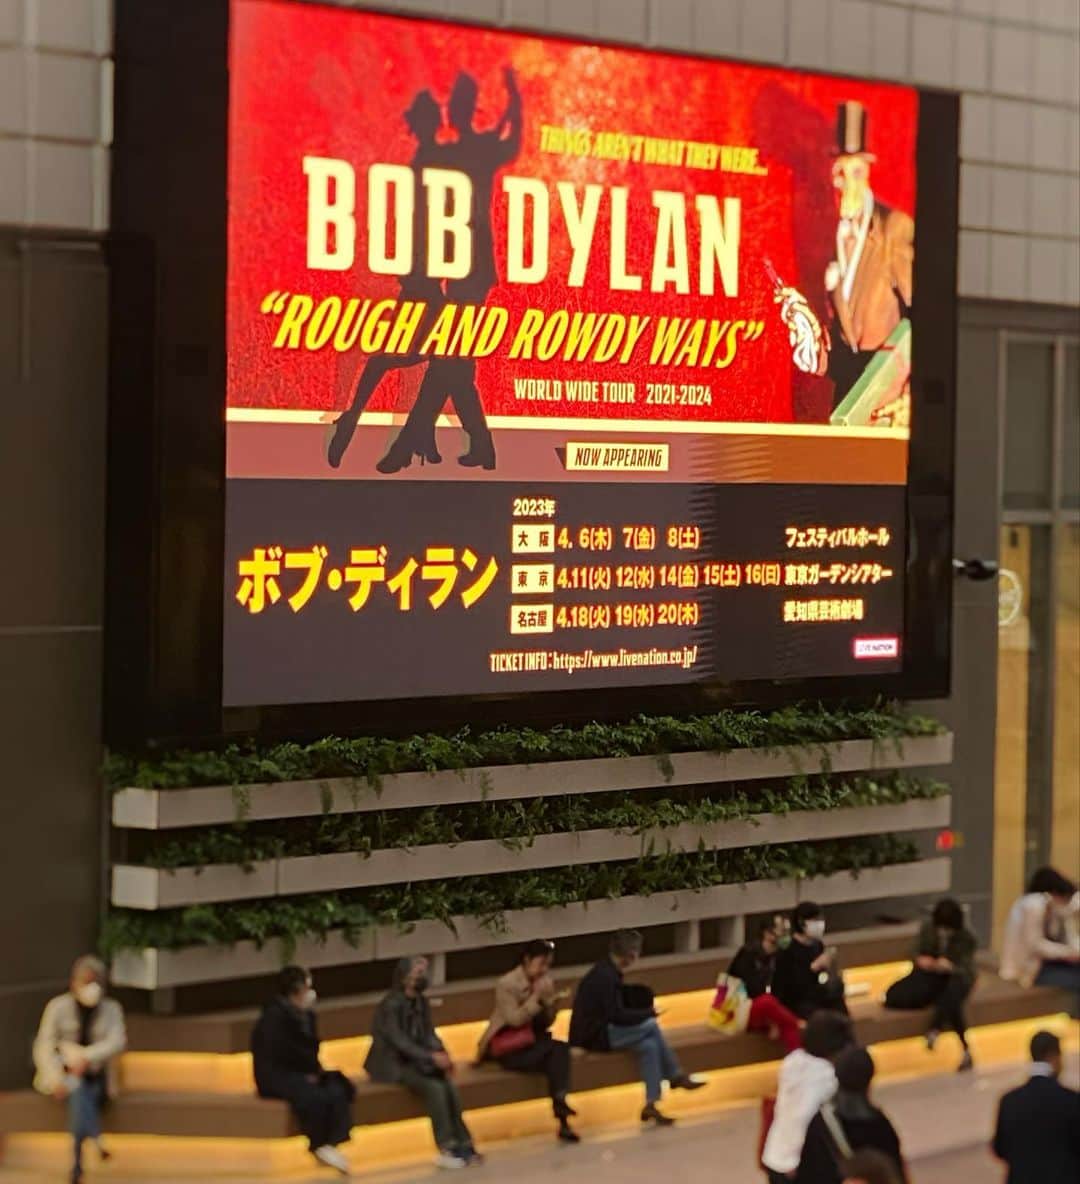 THINGS AREN'T WHAT THEY WERE...
BOB DYLAN
"ROUGH AND ROWDY WAYS"
WORLD WIDE TOUR 2021-2024
NOW APPEARING
ボブ・ディラン
2023年
大阪 4. 6(木) 7(金) 8(土) フェスティバルホール
東京 4.11(火) 12(水) 14(金) 15(土) 16(日) 東京ガーデンシアター
名古屋 4.18(火) 19(水) 20(木) 愛知県芸術劇場
TICKET INFO:https://www.livenation.co.jp/
LIVE NATION